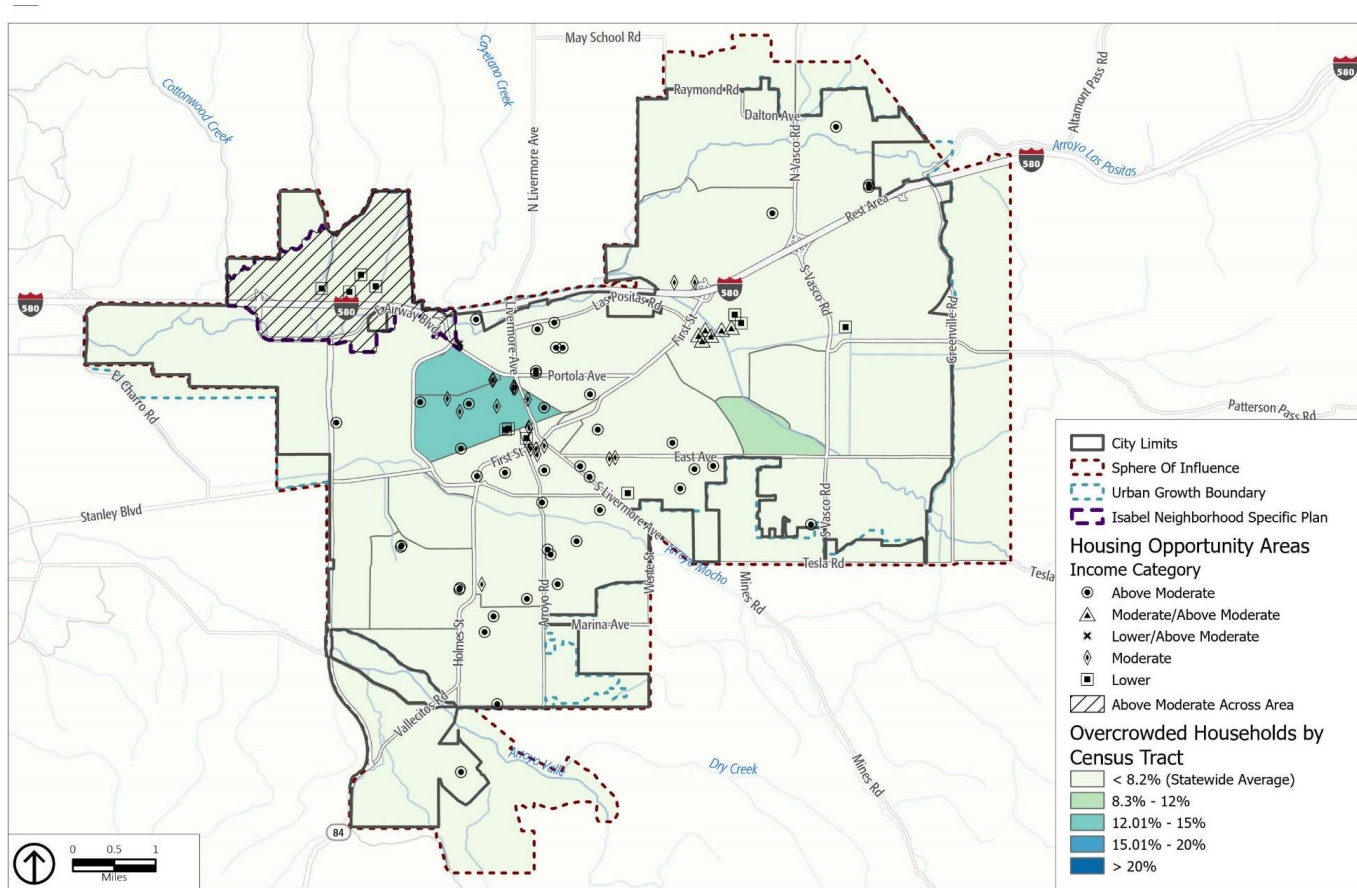 May School Rd
Cayetano Creek
Cottonwood Creek
N Livermore Ave
Raymond Rd
Dalton Ave
N Vasco Rd
Altamont Pass Rd
580
Arroyo Las Positas
580
Rest Area
580
580
580
Airway Blvd
Las Positas Rd
Livermore Ave
First St
S Vasco Rd
Greenville Rd
El Charro Rd
Portola Ave
Patterson Pass Rd
First St
East Ave
Stanley Blvd
S Livermore Ave
S Vasco Rd
Arroyo Mocho
Tesla Rd
Tesla
Wente St
Mines Rd
Arroyo Rd
Holmes St
Marina Ave
Vallecitos Rd
Arroyo Valle
Dry Creek
Mines Rd
84
0 0.5 1
Miles
City Limits
Sphere Of Influence
Urban Growth Boundary
Isabel Neighborhood Specific Plan
Housing Opportunity Areas
Income Category
Above Moderate
Moderate/Above Moderate
Lower/Above Moderate
Moderate
Lower
Above Moderate Across Area
Overcrowded Households by
Census Tract
< 8.2% (Statewide Average)
8.3% - 12%
12.01% - 15%
15.01% - 20%
> 20%